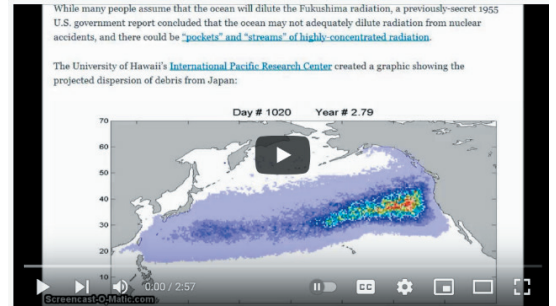 While many people assume that the ocean will dilute the Fukushima radiation, a previously-secret 1955
U.S. government report concluded that the ocean may not adequately dilute radiation from nuclear
accidents, and there could be “pockets” and “streams” of highly-concentrated radiation.
The University of Hawaii’s International Pacific Research Center created a graphic showing the
projected dispersion of debris from Japan:
Day # 1020 Year # 2.79
70
60
50
40
30
20
10
0:00 / 2:57
CC
Screencast-O-Matic.com